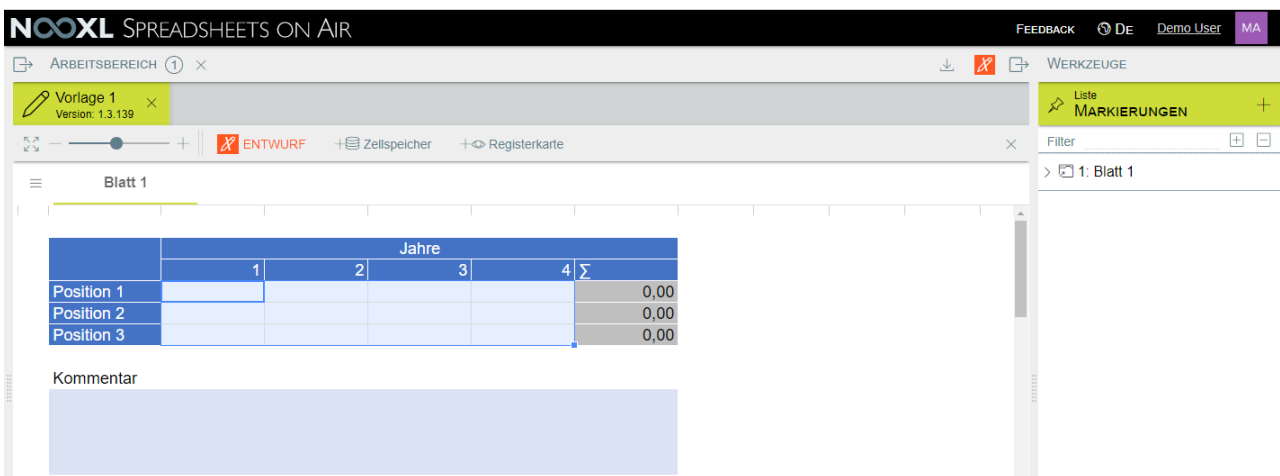 NOOXL SPREADSHEETS ON AIR FEEDBACK DE Demo User MA
ARBEITSBEREICH 1 WERKZEUGE
Vorlage 1
Version: 1.3.139
Liste
MARKIERUNGEN
ENTWURF Zellspeicher Registerkarte
Filter
Blatt 1
1: Blatt 1
Jahre
1 2 3 4 Σ
Position 1 0,00
Position 2 0,00
Position 3 0,00
Kommentar